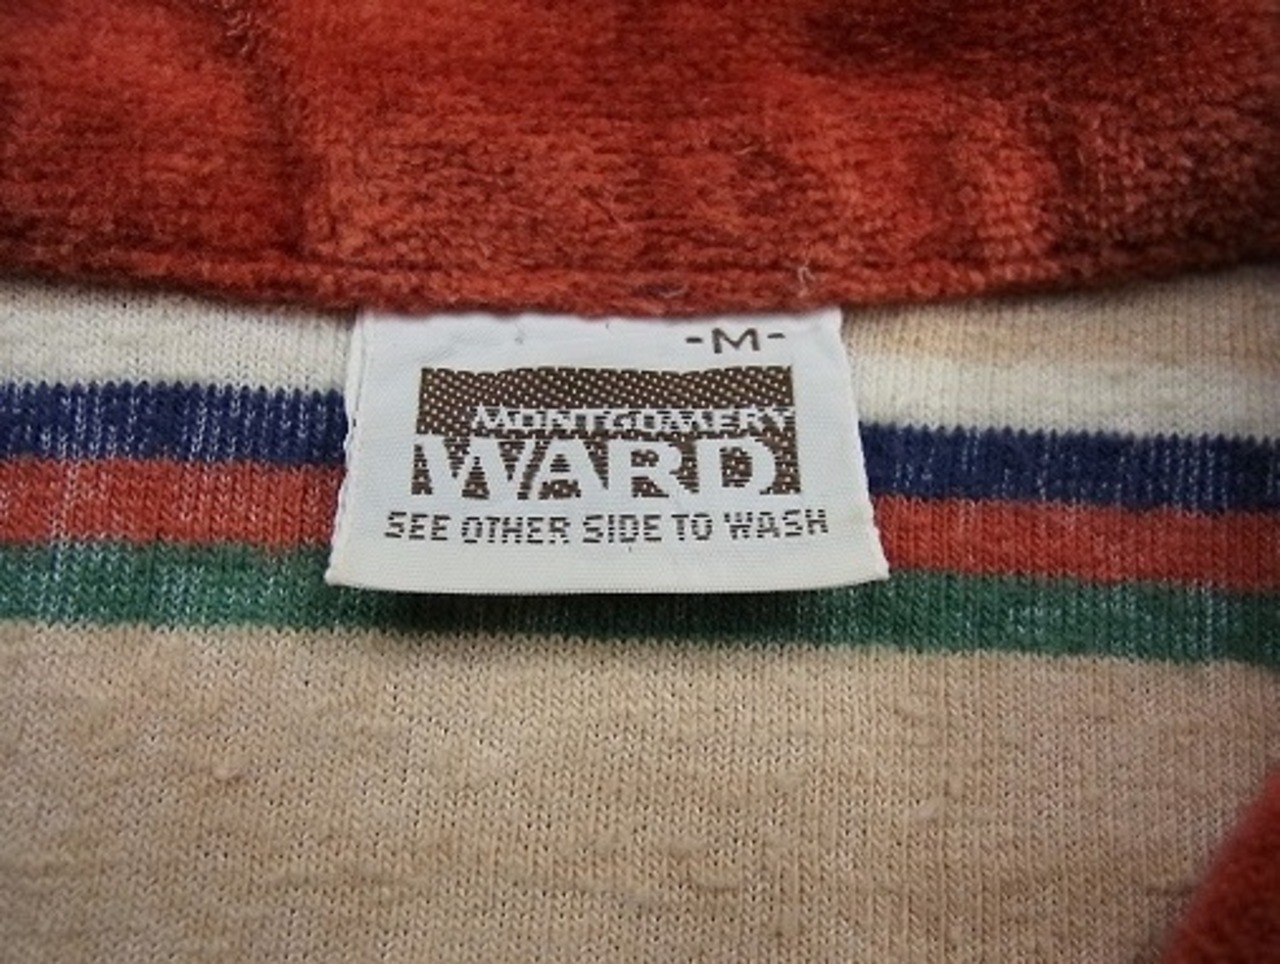 -M-
MONTGOMERY
WARD
SEE OTHER SIDE TO WASH